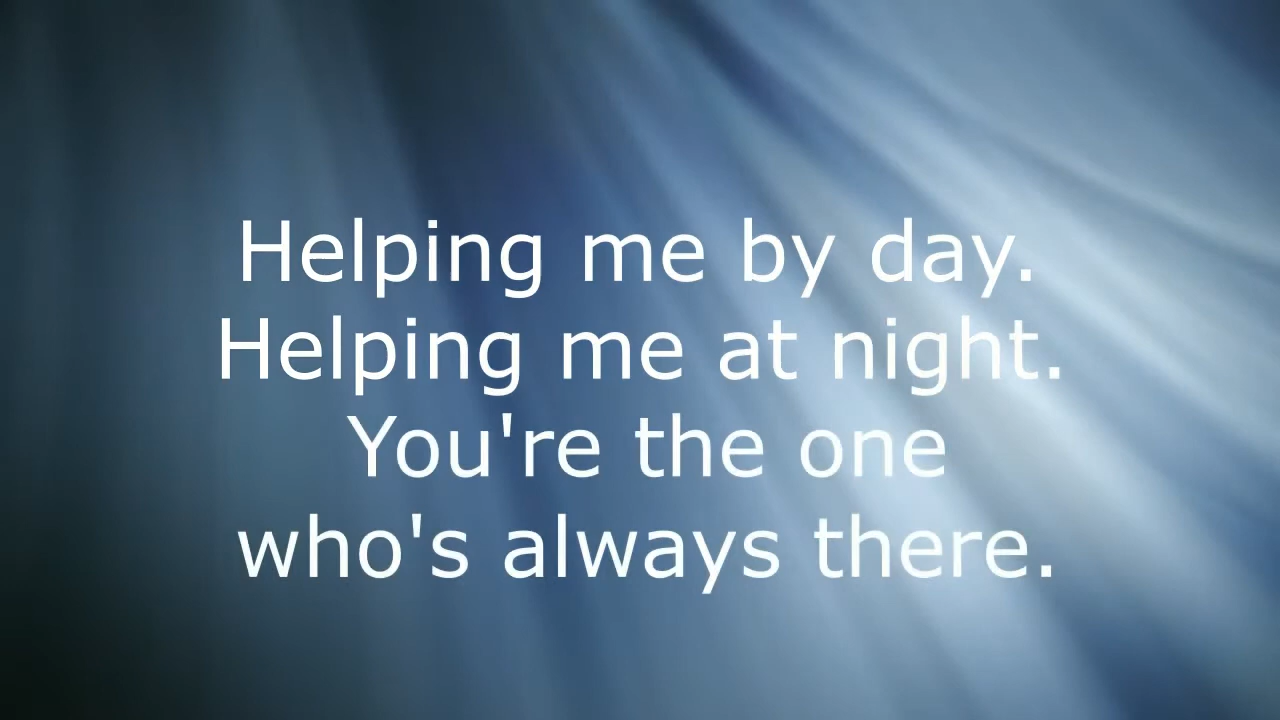 Helping me by day.
Helping me at night.
You're the one
who's always there.